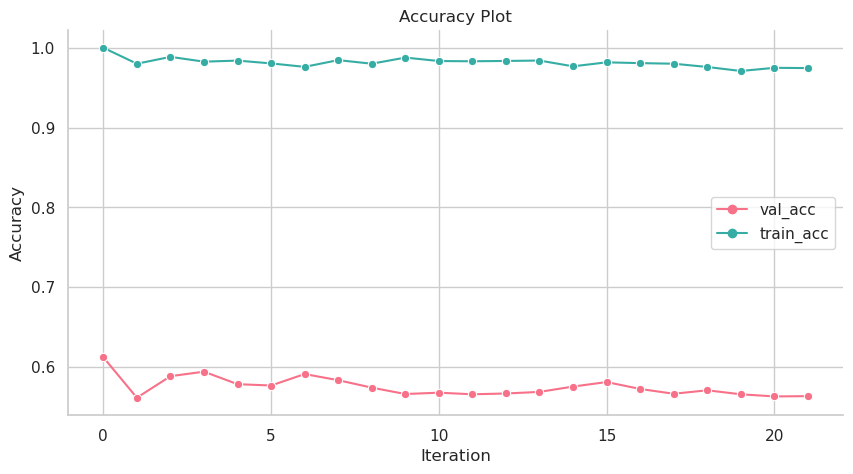 Accuracy Plot
1.0
0.9
0.8
0.7
0.6
Accuracy
val_acc
train_acc
0 5 10 15 20
Iteration